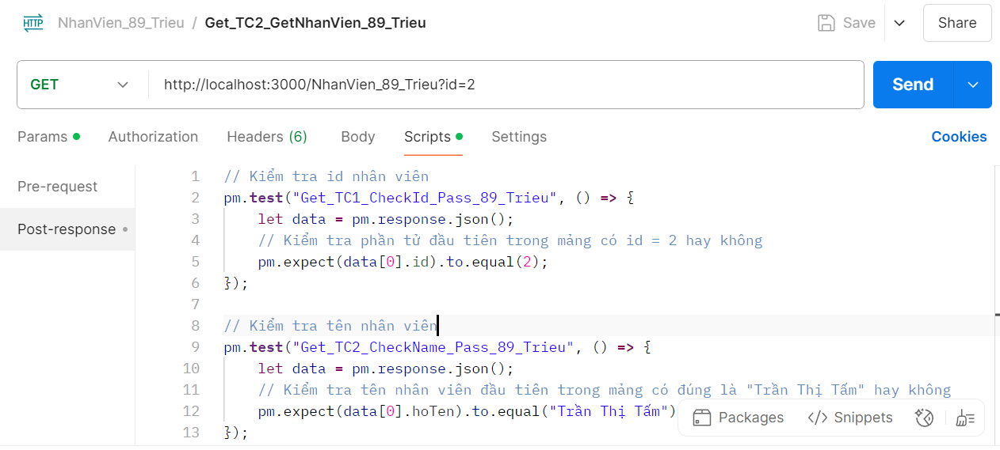 HTTP NhanVien_89_Trieu / Get_TC2_GetNhanVien_89_Trieu Save Share
GET http://localhost:3000/NhanVien_89_Trieu?id=2 Send
Params Authorization Headers (6) Body Scripts Settings Cookies
Pre-request
Post-response
1 // Kiểm tra id nhân viên
2 pm.test("Get_TC1_CheckId_Pass_89_Trieu", () => {
3 let data = pm.response.json();
4 // Kiểm tra phần tử đầu tiên trong mảng có id = 2 hay không
5 pm.expect(data[0].id).to.equal(2);
6 });
7
8 // Kiểm tra tên nhân viên
9 pm.test("Get_TC2_CheckName_Pass_89_Trieu", () => {
10 let data = pm.response.json();
11 // Kiểm tra tên nhân viên đầu tiên trong mảng có đúng là "Trần Thị Tấm" hay không
12 pm.expect(data[0].hoTen).to.equal("Trần Thị Tấm")
13 });
Packages Snippets